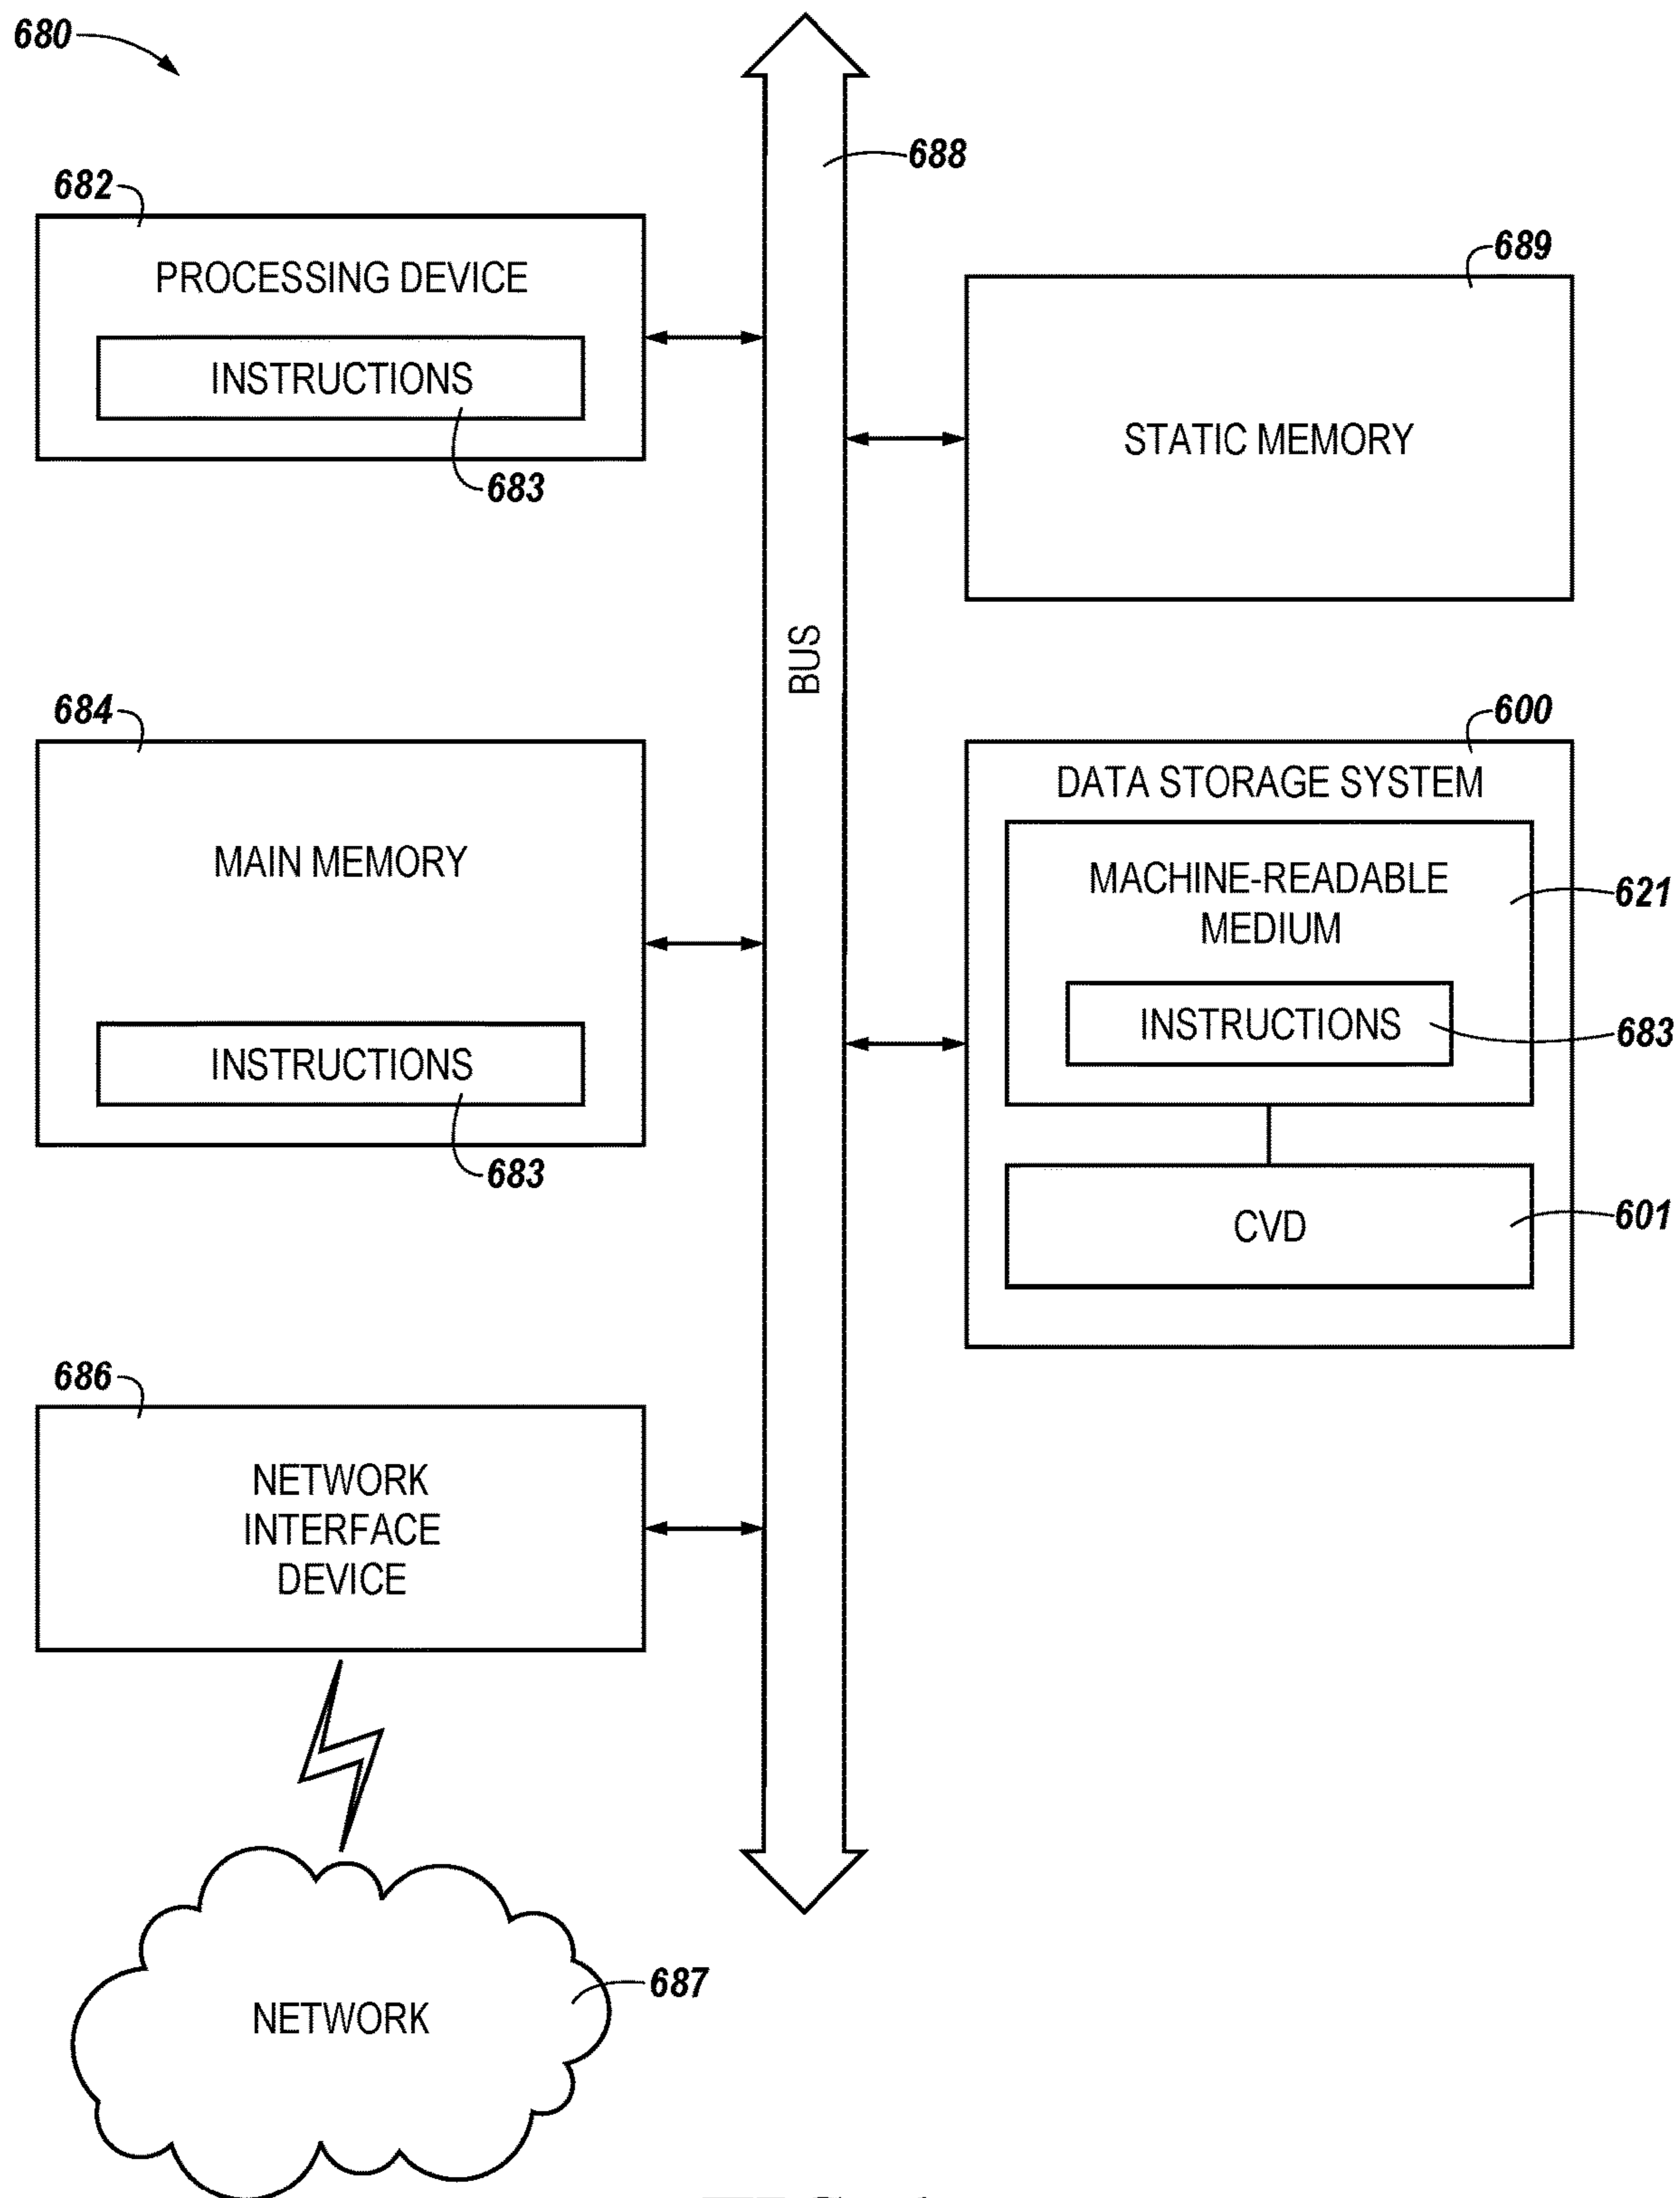 680
688
682
PROCESSING DEVICE
INSTRUCTIONS
683
689
STATIC MEMORY
BUS
684
MAIN MEMORY
INSTRUCTIONS
683
600
DATA STORAGE SYSTEM
MACHINE-READABLE
MEDIUM
621
INSTRUCTIONS
683
CVD
601
686
NETWORK
INTERFACE
DEVICE
NETWORK
687